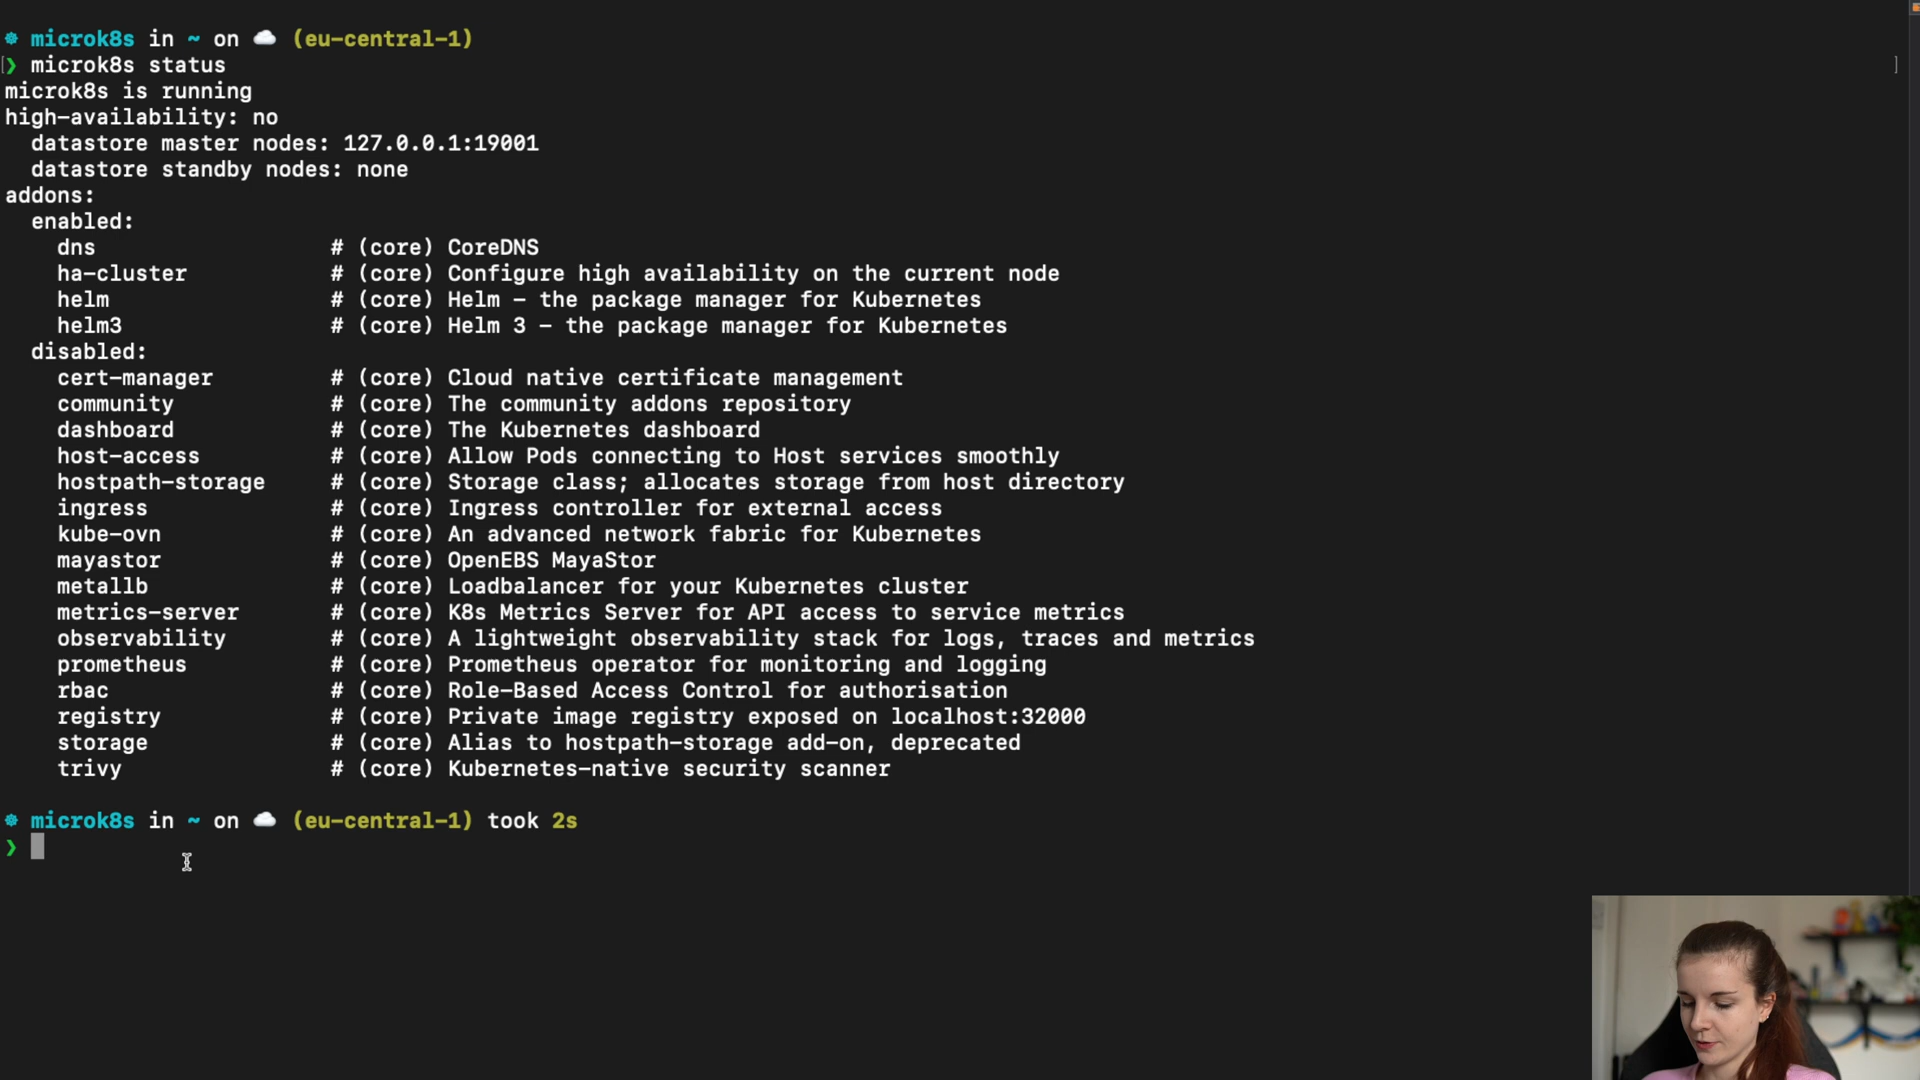 microk8s in ~ on ☁️ (eu-central-1)
❯ microk8s status
microk8s is running
high-availability: no
  datastore master nodes: 127.0.0.1:19001
  datastore standby nodes: none
addons:
  enabled:
    dns                  # (core) CoreDNS
    ha-cluster           # (core) Configure high availability on the current node
    helm                 # (core) Helm - the package manager for Kubernetes
    helm3                # (core) Helm 3 - the package manager for Kubernetes
  disabled:
    cert-manager         # (core) Cloud native certificate management
    community            # (core) The community addons repository
    dashboard            # (core) The Kubernetes dashboard
    host-access          # (core) Allow Pods connecting to Host services smoothly
    hostpath-storage     # (core) Storage class; allocates storage from host directory
    ingress              # (core) Ingress controller for external access
    kube-ovn             # (core) An advanced network fabric for Kubernetes
    mayastor             # (core) OpenEBS MayaStor
    metallb              # (core) Loadbalancer for your Kubernetes cluster
    metrics-server       # (core) K8s Metrics Server for API access to service metrics
    observability        # (core) A lightweight observability stack for logs, traces and metrics
    prometheus           # (core) Prometheus operator for monitoring and logging
    rbac                 # (core) Role-Based Access Control for authorisation
    registry             # (core) Private image registry exposed on localhost:32000
    storage              # (core) Alias to hostpath-storage add-on, deprecated
    trivy                # (core) Kubernetes-native security scanner
microk8s in ~ on ☁️ (eu-central-1) took 2s
❯